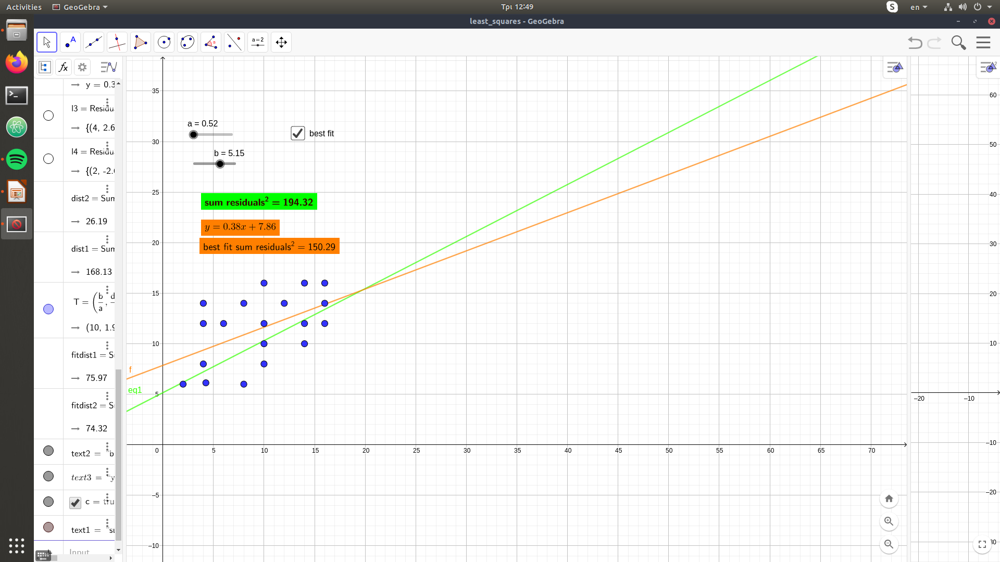 Activities
GeoGebra
Τρι 12:49
S
en
least_squares - GeoGebra
A
α
a=2
fx
2
→ y = 0.3
l3 = Residu
→ {(4, 2.6
l4 = Residu
→ {(2, -2.
dist2 = Sum
→ 26.19
dist1 = Sum
→ 168.13
T = (b/a, d
→ (10, 1.9
fitdist1 = S
→ 75.97
fitdist2 = S
→ 74.32
text2 = "b
text3 = "y
c = tru
text1 = "su
Input
a = 0.52
best fit
b = 5.15
sum residuals² = 194.32
y = 0.38x + 7.86
best fit sum residuals² = 150.29
f
eq1
35
30
25
20
15
10
5
0 5 10 15 20 25 30 35 40 45 50 55 60 65 70
–5
–10
60
50
40
30
20
10
–20 –10
–10
–20